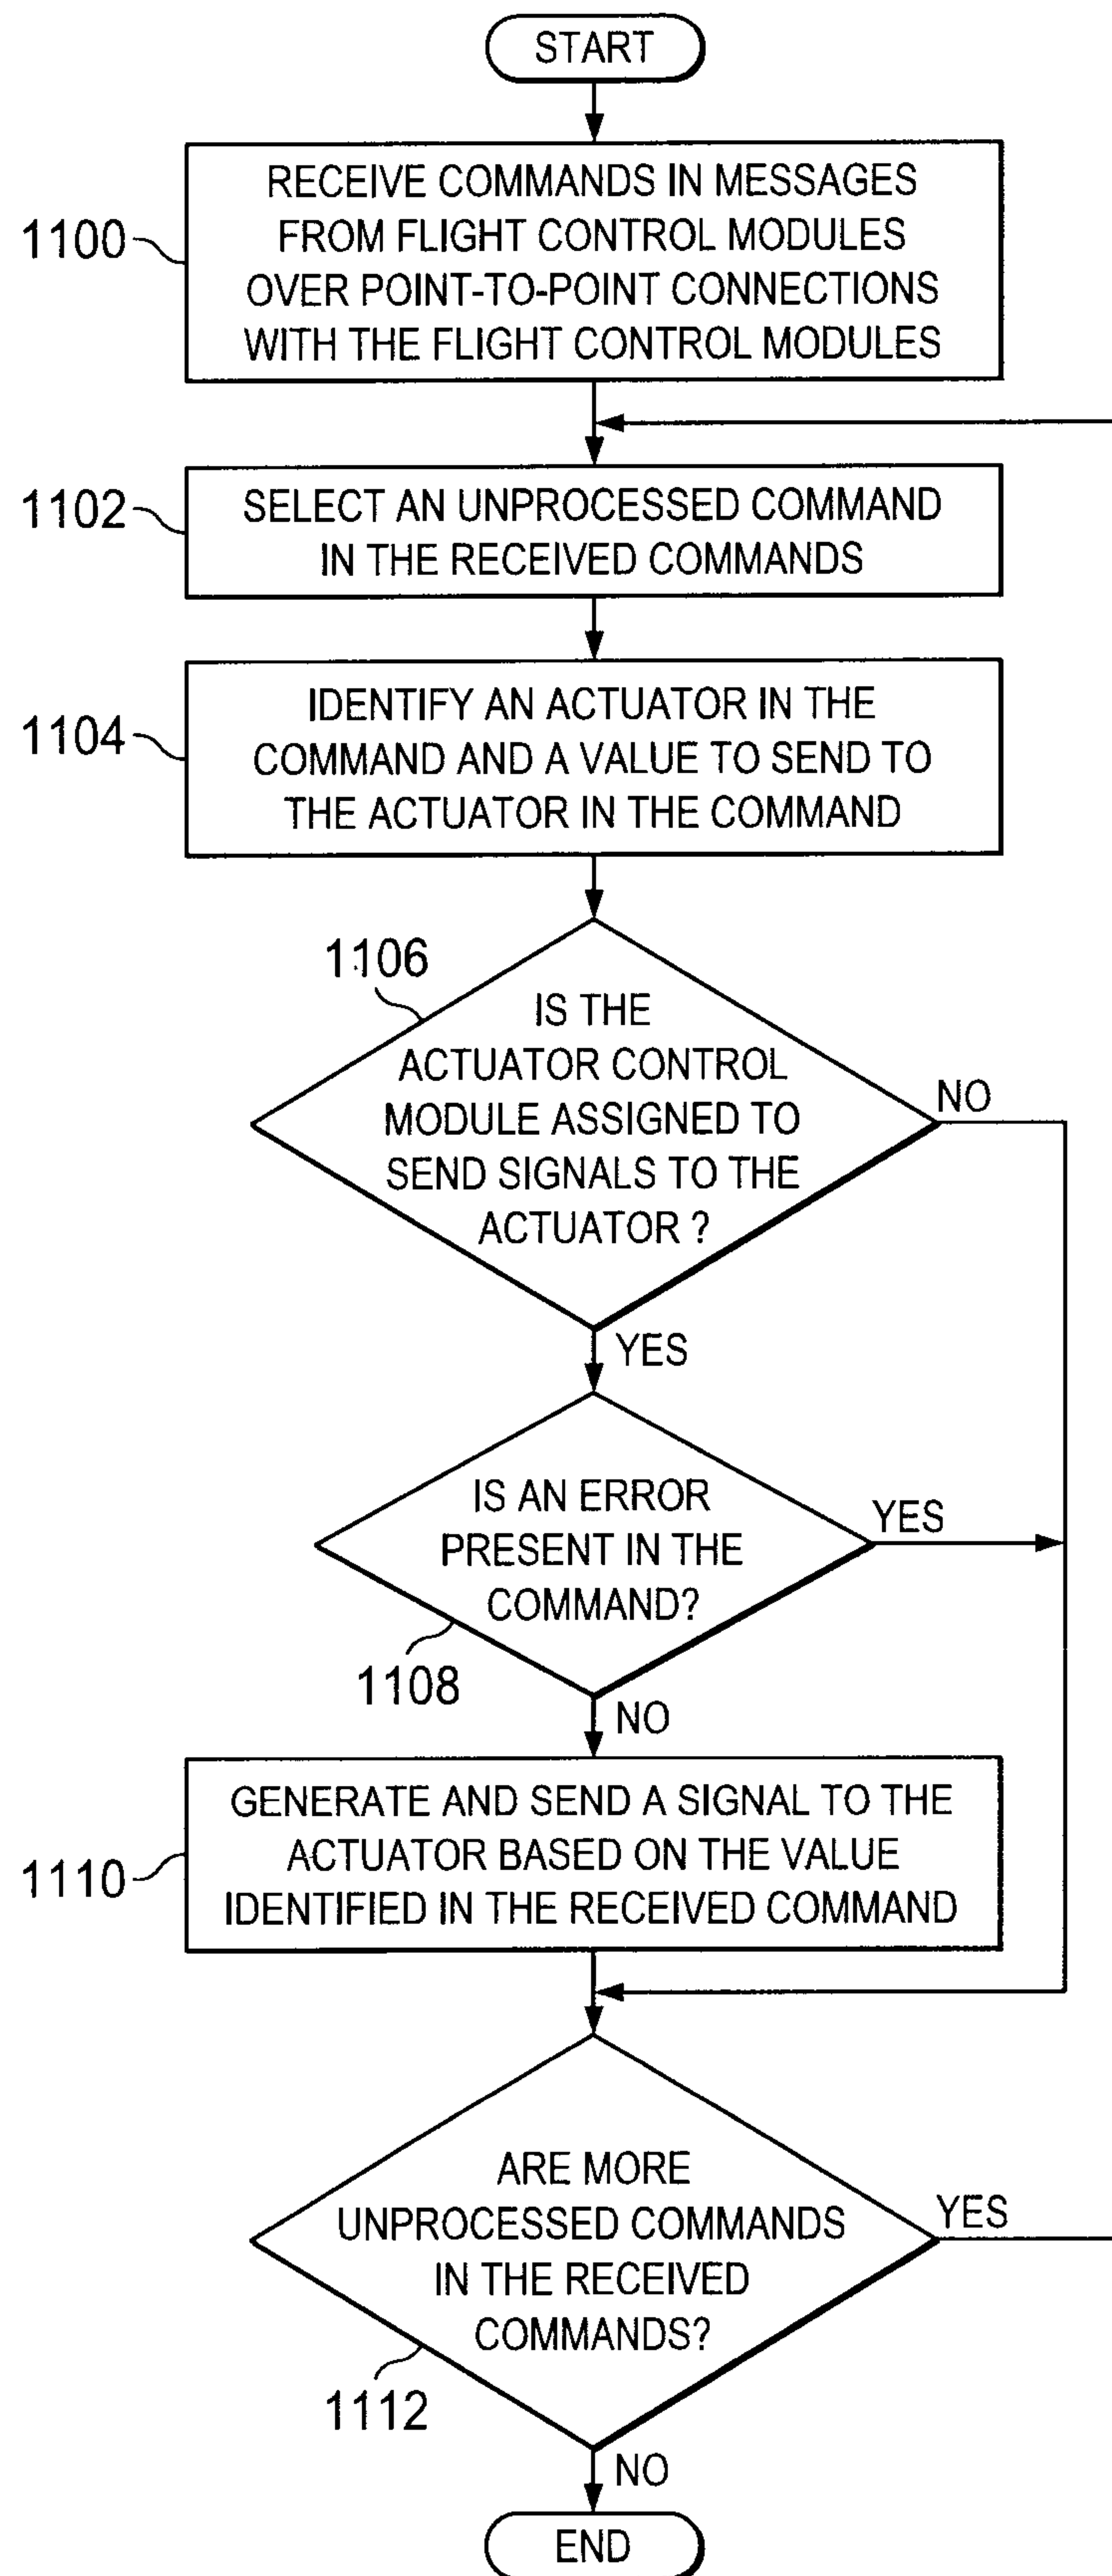 START
RECEIVE COMMANDS IN MESSAGES
FROM FLIGHT CONTROL MODULES
OVER POINT-TO-POINT CONNECTIONS
WITH THE FLIGHT CONTROL MODULES
1100
SELECT AN UNPROCESSED COMMAND
IN THE RECEIVED COMMANDS
1102
IDENTIFY AN ACTUATOR IN THE
COMMAND AND A VALUE TO SEND TO
THE ACTUATOR IN THE COMMAND
1104
1106
IS THE
ACTUATOR CONTROL
MODULE ASSIGNED TO
SEND SIGNALS TO THE
ACTUATOR ?
NO
YES
IS AN ERROR
PRESENT IN THE
COMMAND?
YES
1108
NO
GENERATE AND SEND A SIGNAL TO THE
ACTUATOR BASED ON THE VALUE
IDENTIFIED IN THE RECEIVED COMMAND
1110
ARE MORE
UNPROCESSED COMMANDS
IN THE RECEIVED
COMMANDS?
YES
1112
NO
END